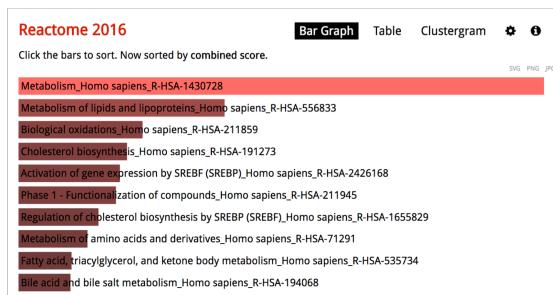 Reactome 2016
Bar Graph Table Clustergram
Click the bars to sort. Now sorted by combined score.
SVG PNG JPG
Metabolism_Homo sapiens_R-HSA-1430728
Metabolism of lipids and lipoproteins_Homo sapiens_R-HSA-556833
Biological oxidations_Homo sapiens_R-HSA-211859
Cholesterol biosynthesis_Homo sapiens_R-HSA-191273
Activation of gene expression by SREBF (SREBP)_Homo sapiens_R-HSA-2426168
Phase 1 - Functionalization of compounds_Homo sapiens_R-HSA-211945
Regulation of cholesterol biosynthesis by SREBP (SREBF)_Homo sapiens_R-HSA-1655829
Metabolism of amino acids and derivatives_Homo sapiens_R-HSA-71291
Fatty acid, triacylglycerol, and ketone body metabolism_Homo sapiens_R-HSA-535734
Bile acid and bile salt metabolism_Homo sapiens_R-HSA-194068